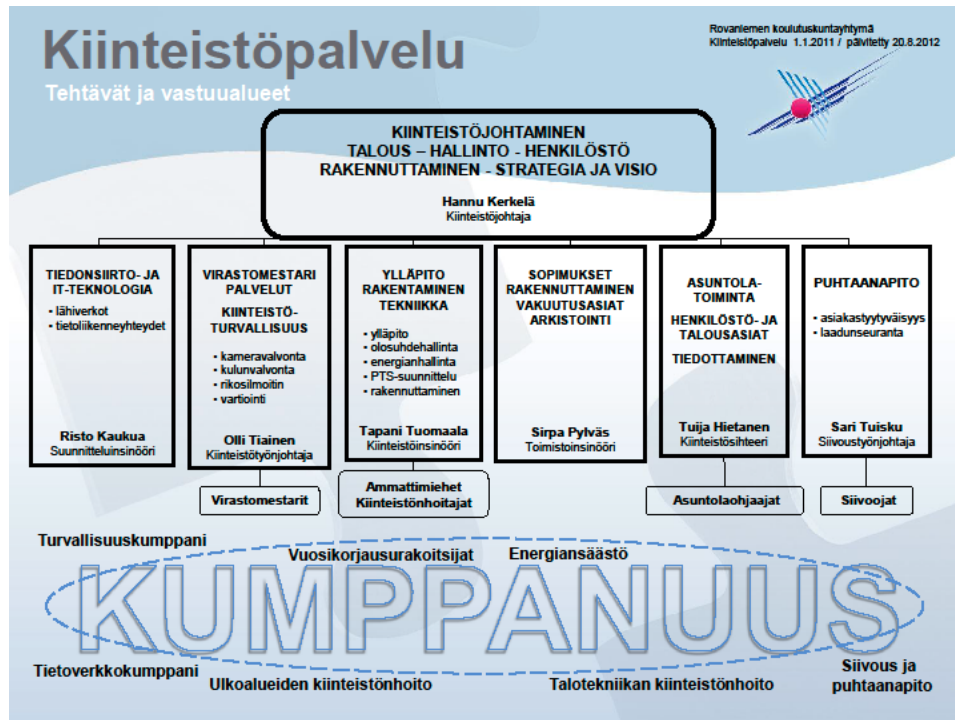 Kiinteistöpalvelu
Tehtävät ja vastuualueet
Rovaniemen koulutuskuntayhtymä
Kiinteistöpalvelu 1.1.2011 / päivitetty 20.8.2012
KIINTEISTÖJOHTAMINEN
TALOUS – HALLINTO - HENKILÖSTÖ
RAKENNUTTAMINEN - STRATEGIA JA VISIO
Hannu Kerkelä
Kiinteistöjohtaja
TIEDONSIIRTO- JA
IT-TEKNOLOGIA
▪ lähiverkot
▪ tietoliikenneyhteydet
Risto Kaukua
Suunnitteluinsinööri
VIRASTOMESTARI
PALVELUT
KIINTEISTÖ-
TURVALLISUUS
▪ kameravalvonta
▪ kulunvalvonta
▪ rikosilmoitin
▪ vartiointi
Olli Tiainen
Kiinteistötyönjohtaja
Virastomestarit
YLLÄPITO
RAKENTAMINEN
TEKNIIKKA
▪ ylläpito
▪ olosuhdehallinta
▪ energianhallinta
▪ PTS-suunnittelu
▪ rakennuttaminen
Tapani Tuomaala
Kiinteistöinsinööri
Ammattimiehet
Kiinteistönhoitajat
SOPIMUKSET
RAKENNUTTAMINEN
VAKUUTUSASIAT
ARKISTOINTI
Sirpa Pylväs
Toimistoinsinööri
ASUNTOLA-
TOIMINTA
HENKILÖSTÖ- JA
TALOUSASIAT
TIEDOTTAMINEN
Tuija Hietanen
Kiinteistösihteeri
Asuntolaohjaajat
PUHTAANAPITO
▪ asiakastyytyväisyys
▪ laadunseuranta
Sari Tuisku
Siivoustyönjohtaja
Siivoojat
Turvallisuuskumppani
Vuosikorjausurakoitsijat
Energiansäästö
KUMPPANUUS
Tietoverkkokumppani
Ulkoalueiden kiinteistönhoito
Talotekniikan kiinteistönhoito
Siivous ja
puhtaanapito